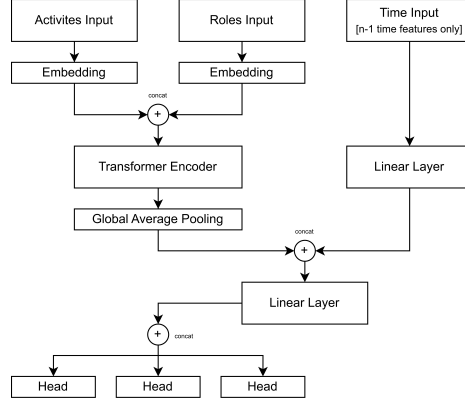 Activites Input
Roles Input
Time Input
[n-1 time features only]
Embedding
Embedding
concat
+
Transformer Encoder
Linear Layer
Global Average Pooling
concat
+
Linear Layer
+
concat
Head
Head
Head